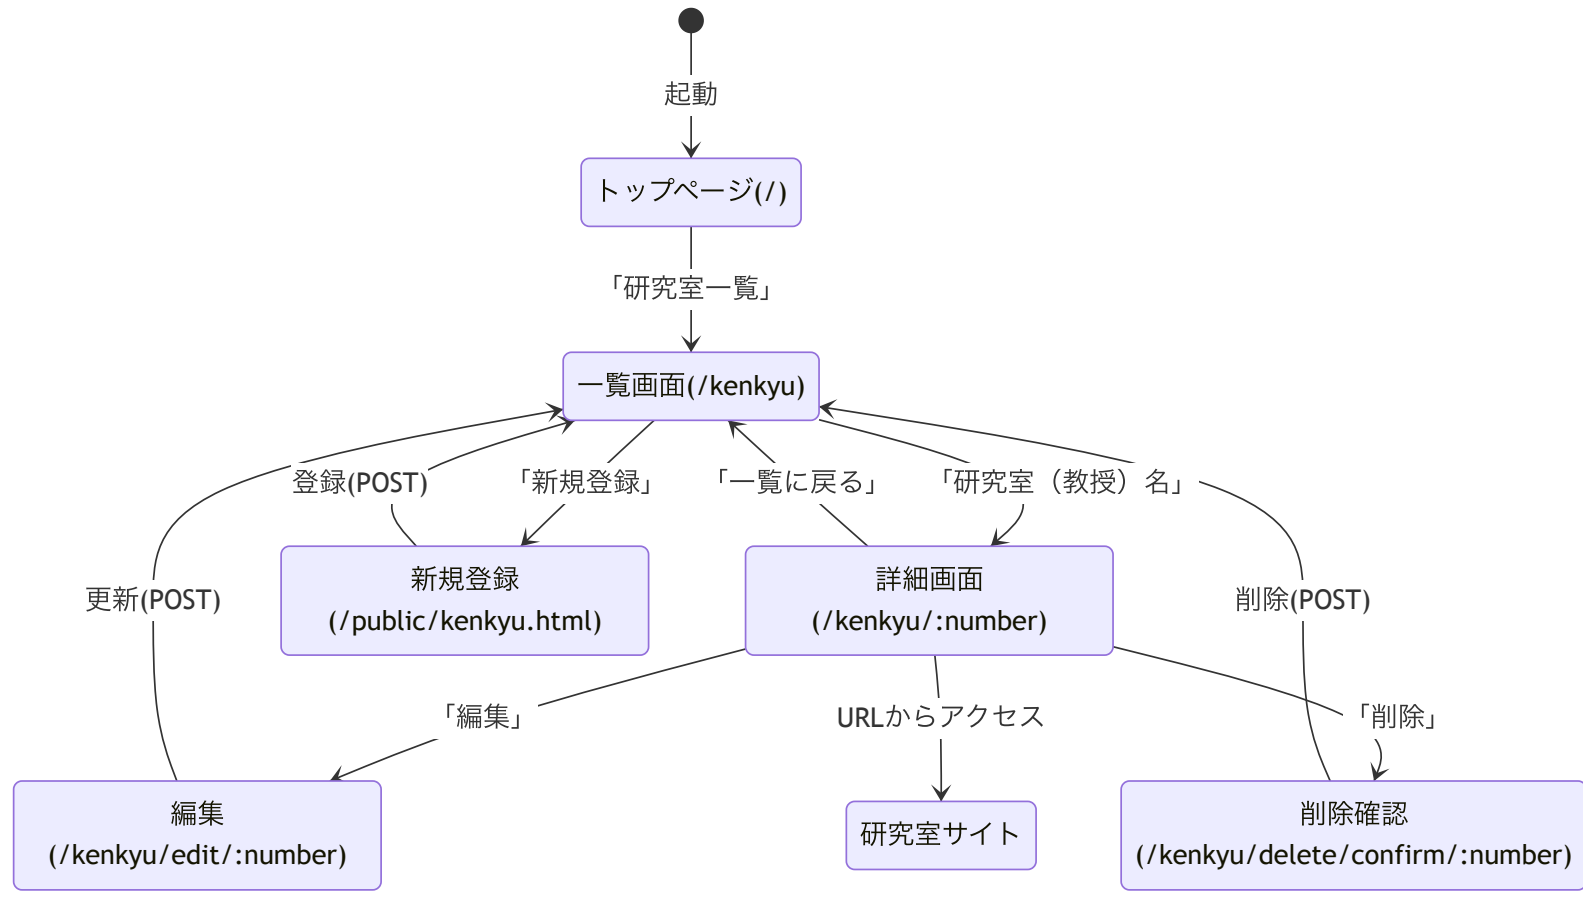 起動
トップページ(/)
「研究室一覧」
一覧画面(/kenkyu)
登録(POST)
「新規登録」
「一覧に戻る」
「研究室（教授）名」
新規登録
(/public/kenkyu.html)
詳細画面
(/kenkyu/:number)
更新(POST)
削除(POST)
「編集」
URLからアクセス
「削除」
編集
(/kenkyu/edit/:number)
研究室サイト
削除確認
(/kenkyu/delete/confirm/:number)